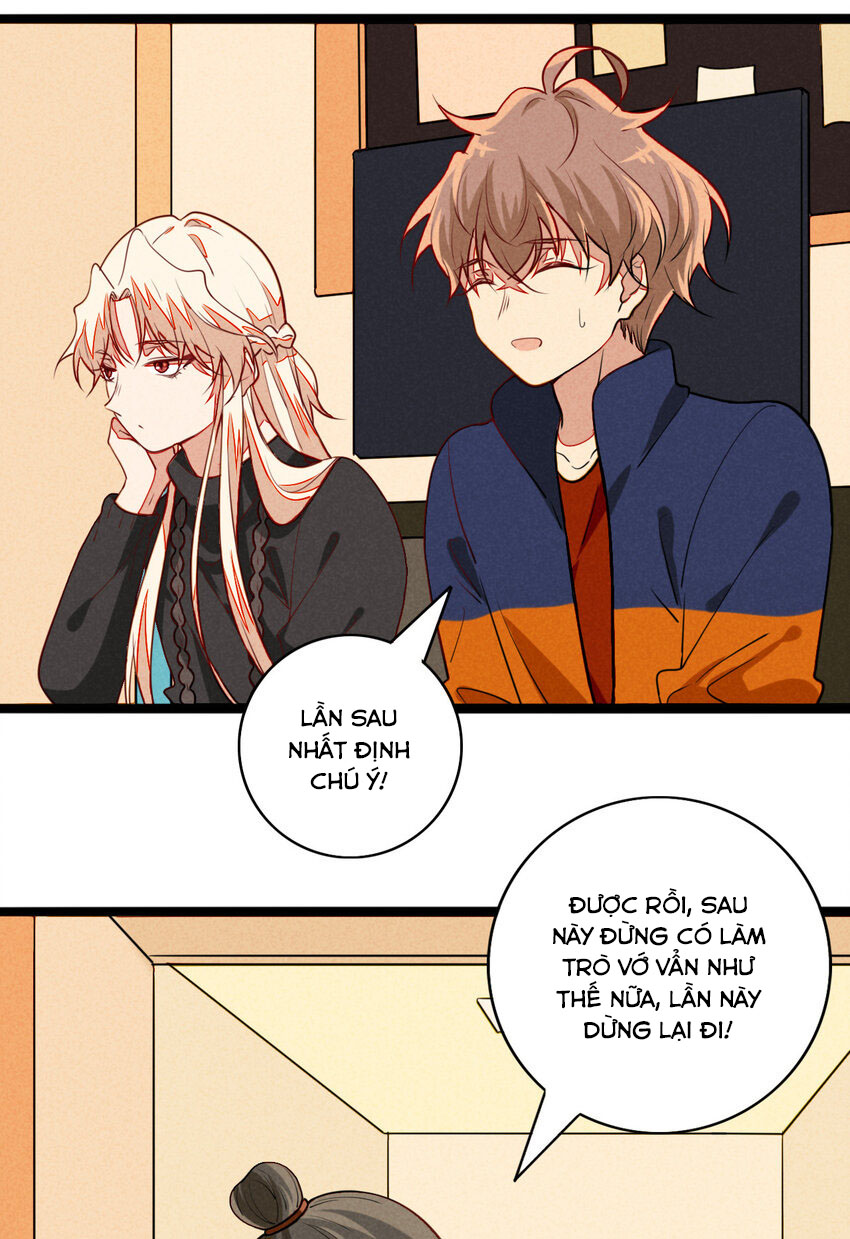 LẦN SAU
NHẤT ĐỊNH
CHÚ Ý!
ĐƯỢC RỒI, SAU
NÀY ĐỪNG CÓ LÀM
TRÒ VỚ VẨN NHƯ
THẾ NỮA, LẦN NÀY
DỪNG LẠI ĐI!